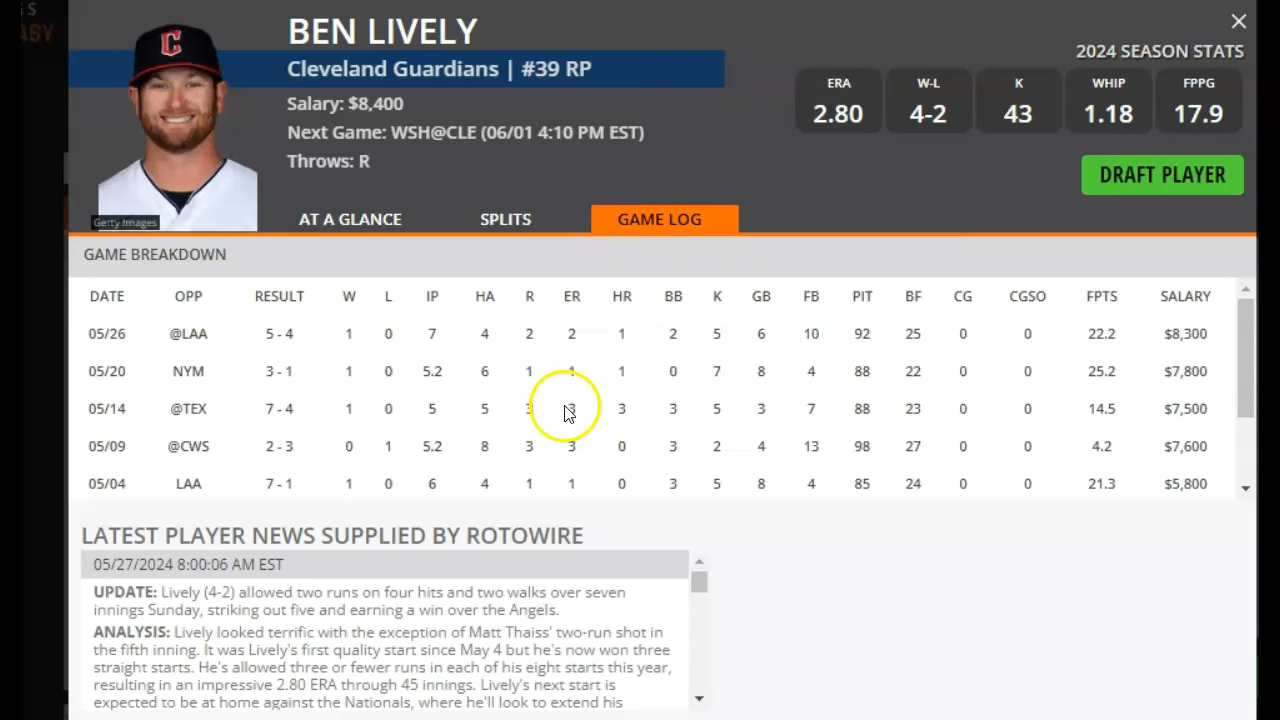 S
ASY
BEN LIVELY
Cleveland Guardians | #39 RP
Salary: $8,400
Next Game: WSH@CLE (06/01 4:10 PM EST)
Throws: R
C
Getty Images
2024 SEASON STATS
ERA W-L K WHIP FPPG
2.80 4-2 43 1.18 17.9
DRAFT PLAYER
AT A GLANCE SPLITS GAME LOG
GAME BREAKDOWN
DATE OPP RESULT W L IP HA R ER HR BB K GB FB PIT BF CG CGSO FPTS SALARY
05/26 @LAA 5 - 4 1 0 7 4 2 2 1 2 5 6 10 92 25 0 0 22.2 $8,300
05/20 NYM 3 - 1 1 0 5.2 6 1 1 1 0 7 8 4 88 22 0 0 25.2 $7,800
05/14 @TEX 7 - 4 1 0 5 5 3 3 3 3 5 3 7 88 23 0 0 14.5 $7,500
05/09 @CWS 2 - 3 0 1 5.2 8 3 3 0 3 2 4 13 98 27 0 0 4.2 $7,600
05/04 LAA 7 - 1 1 0 6 4 1 1 0 3 5 8 4 85 24 0 0 21.3 $5,800
LATEST PLAYER NEWS SUPPLIED BY ROTOWIRE
05/27/2024 8:00:06 AM EST
UPDATE: Lively (4-2) allowed two runs on four hits and two walks over seven
innings Sunday, striking out five and earning a win over the Angels.
ANALYSIS: Lively looked terrific with the exception of Matt Thaiss' two-run shot in
the fifth inning. It was Lively's first quality start since May 4 but he's now won three
straight starts. He's allowed three or fewer runs in each of his eight starts this year,
resulting in an impressive 2.80 ERA through 45 innings. Lively's next start is
expected to be at home against the Nationals, where he'll look to extend his